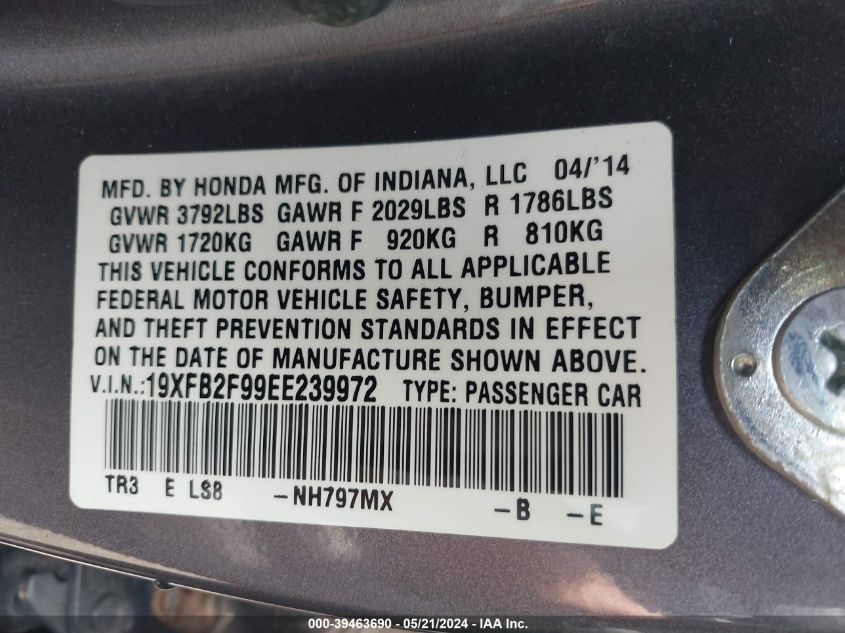 MFD. BY HONDA MFG. OF INDIANA, LLC 04/'14
GVWR 3792LBS GAWR F 2029LBS R 1786LBS
GVWR 1720KG GAWR F 920KG R 810KG
THIS VEHICLE CONFORMS TO ALL APPLICABLE
FEDERAL MOTOR VEHICLE SAFETY, BUMPER,
AND THEFT PREVENTION STANDARDS IN EFFECT
ON THE DATE OF MANUFACTURE SHOWN ABOVE.
V.I.N.:19XFB2F99EE239972 TYPE: PASSENGER CAR
TR3 E LS8 -NH797MX -B -E
000-39463690 - 05/21/2024 - IAA Inc.